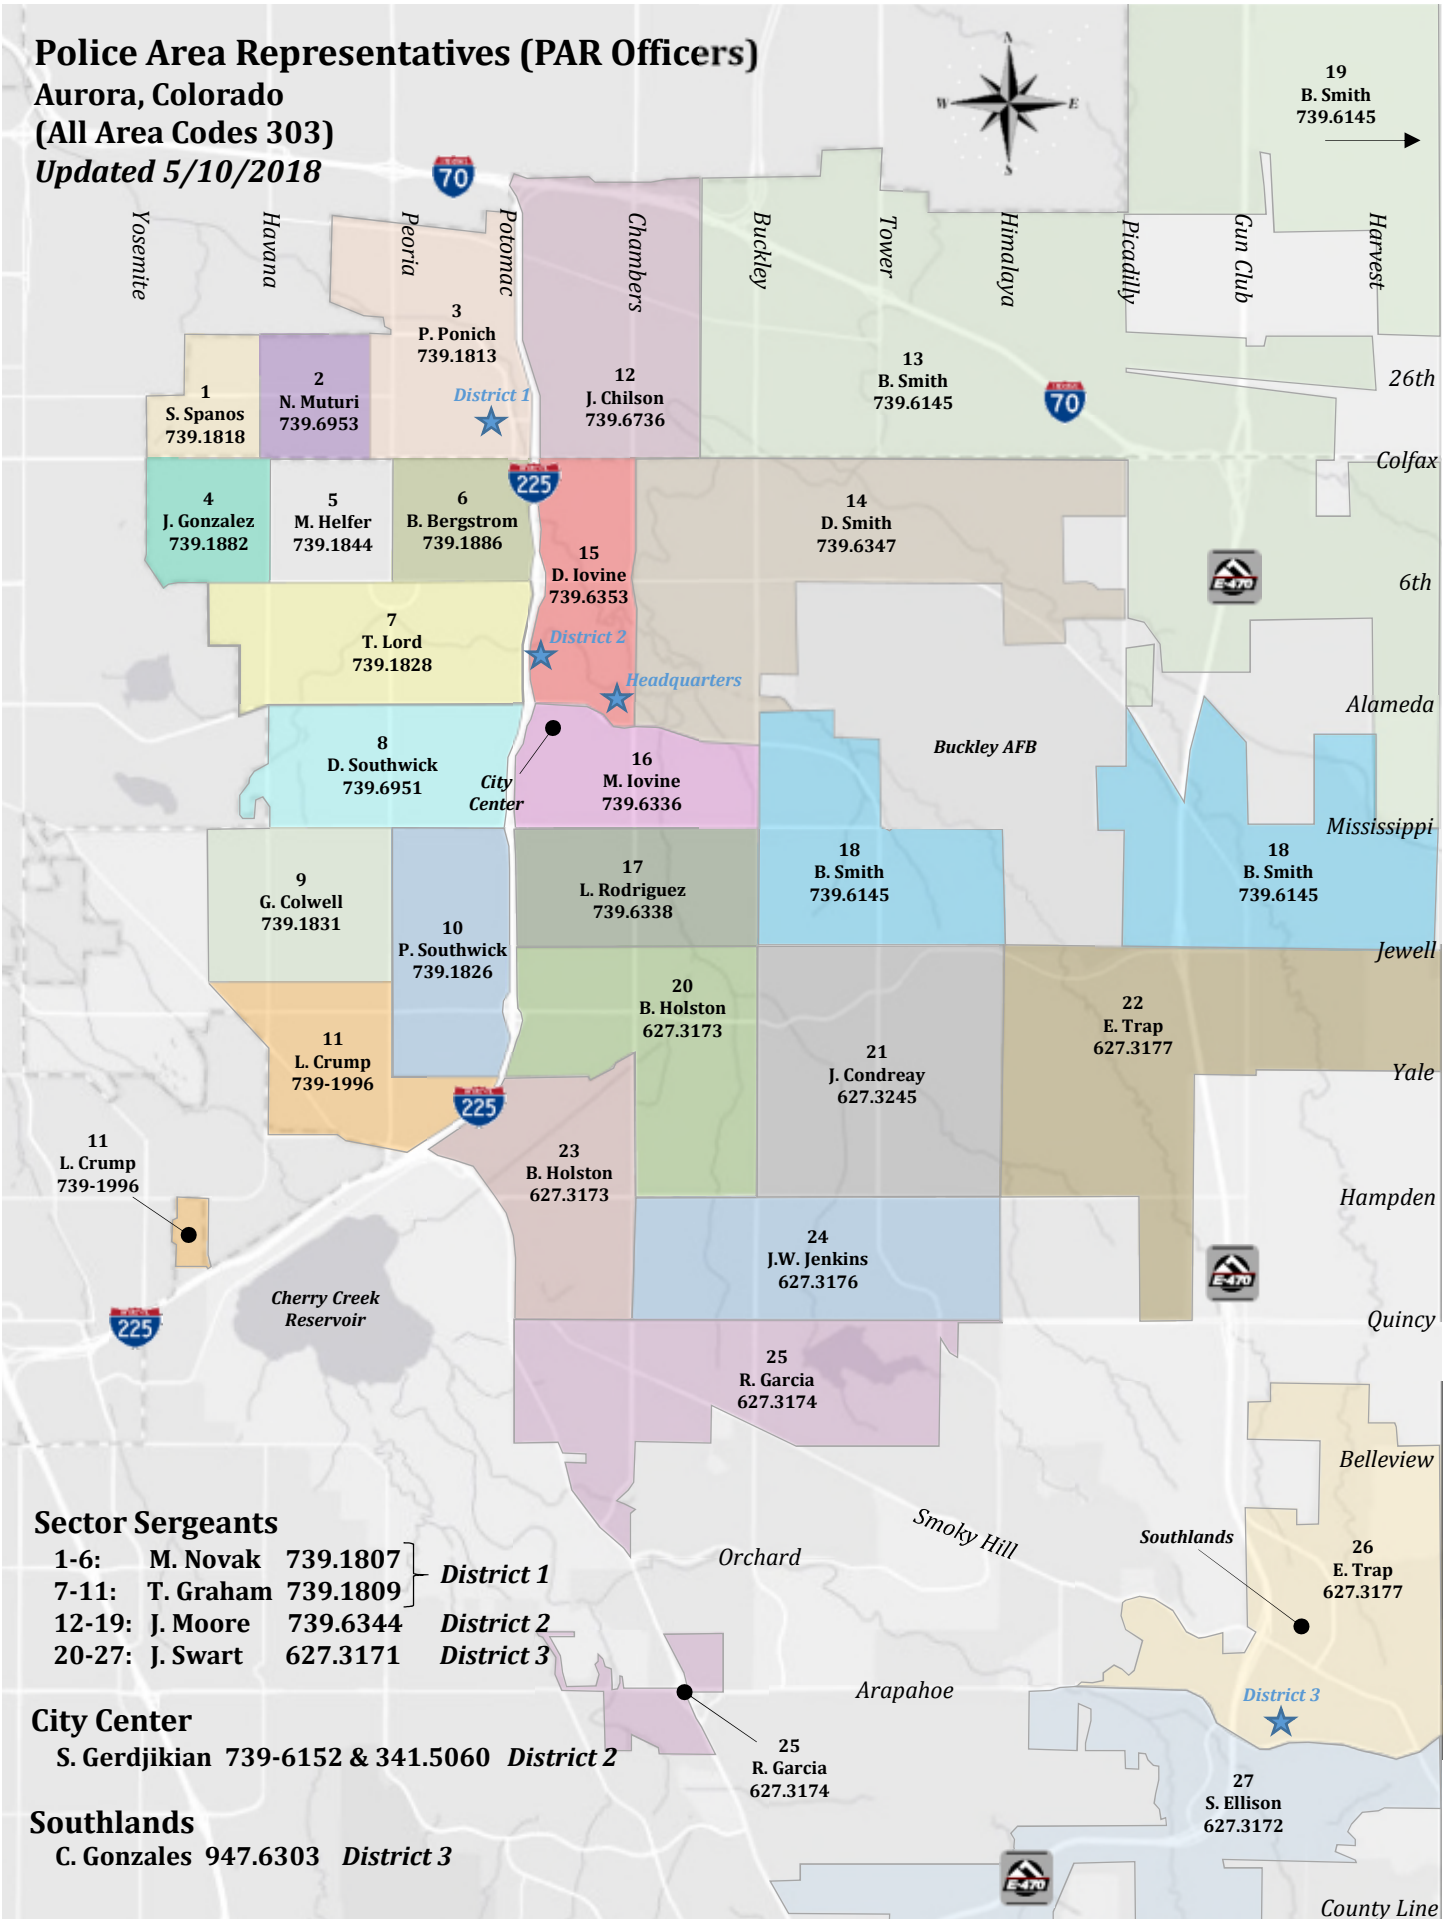 Police Area Representatives (PAR Officers)
Aurora, Colorado
(All Area Codes 303)
Updated 5/10/2018
N
W
E
S
19
B. Smith
739.6145
70
Yosemite
Havana
Peoria
Potomac
Chambers
Buckley
Tower
Himalaya
Picadilly
Gun Club
Harvest
3
P. Ponich
739.1813
District 1
12
J. Chilson
739.6736
13
B. Smith
739.6145
70
26th
1
S. Spanos
739.1818
2
N. Muturi
739.6953
Colfax
225
4
J. Gonzalez
739.1882
5
M. Helfer
739.1844
6
B. Bergstrom
739.1886
15
D. Iovine
739.6353
14
D. Smith
739.6347
E-470
6th
7
T. Lord
739.1828
District 2
Headquarters
Alameda
8
D. Southwick
739.6951
City
Center
16
M. Iovine
739.6336
Buckley AFB
Mississippi
9
G. Colwell
739.1831
10
P. Southwick
739.1826
17
L. Rodriguez
739.6338
18
B. Smith
739.6145
18
B. Smith
739.6145
Jewell
11
L. Crump
739-1996
20
B. Holston
627.3173
21
J. Condreay
627.3245
22
E. Trap
627.3177
Yale
225
11
L. Crump
739-1996
23
B. Holston
627.3173
Hampden
24
J.W. Jenkins
627.3176
E-470
Cherry Creek
Reservoir
225
Quincy
25
R. Garcia
627.3174
Belleview
Smoky Hill
Southlands
26
E. Trap
627.3177
Orchard
Sector Sergeants
1-6: M. Novak 739.1807
7-11: T. Graham 739.1809
District 1
12-19: J. Moore 739.6344 District 2
20-27: J. Swart 627.3171 District 3
Arapahoe
District 3
City Center
S. Gerdjikian 739-6152 & 341.5060 District 2
25
R. Garcia
627.3174
27
S. Ellison
627.3172
Southlands
C. Gonzales 947.6303 District 3
E-470
County Line